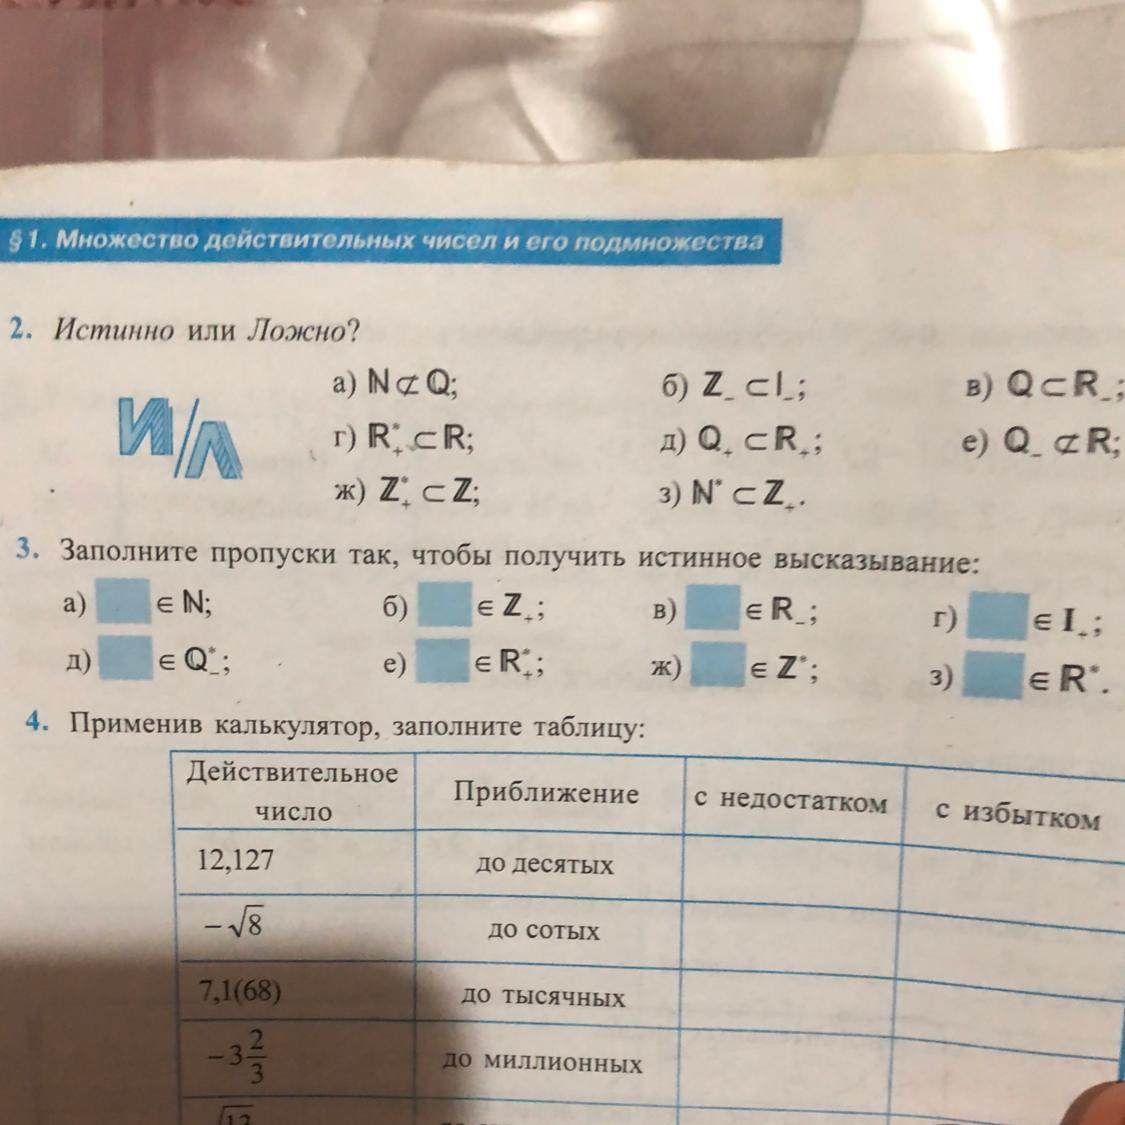 §1. Множество действительных чисел и его подмножества
2. Истинно или Ложно?
И/Л
а) ℕ ⊄ ℚ; б) ℤ₋ ⊂ 𝕀₋; в) ℚ ⊂ ℝ₋;
г) ℝ₊* ⊂ ℝ; д) ℚ₊ ⊂ ℝ₊; е) ℚ₋ ⊄ ℝ;
ж) ℤ₊* ⊂ ℤ; з) ℕ* ⊂ ℤ₊.
3. Заполните пропуски так, чтобы получить истинное высказывание:
а) ∈ ℕ; б) ∈ ℤ₊; в) ∈ ℝ₋; г) ∈ I₊;
д) ∈ ℚ₋*; е) ∈ ℝ₊*; ж) ∈ ℤ*; з) ∈ ℝ*.
4. Применив калькулятор, заполните таблицу:
Действительное число Приближение с недостатком с избытком
12,127 до десятых
−√8 до сотых
7,1(68) до тысячных
−3 2/3 до миллионных